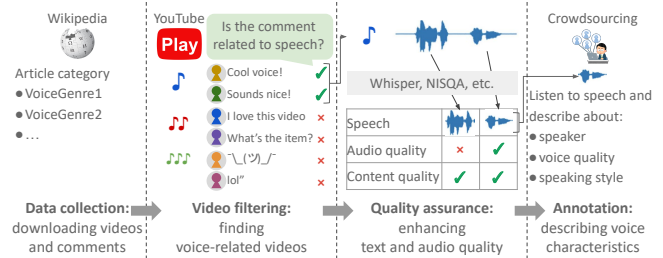 Wikipedia
Article category
● VoiceGenre1
● VoiceGenre2
● ...
YouTube
Play
Is the comment
related to speech?
Cool voice!
Sounds nice!
I love this video
What's the item?
¯\_(ツ)_/¯
lol"
Whisper, NISQA, etc.
Speech
Audio quality
Content quality
Crowdsourcing
Listen to speech and
describe about:
● speaker
● voice quality
● speaking style
Data collection:
downloading videos
and comments
Video filtering:
finding
voice-related videos
Quality assurance:
enhancing
text and audio quality
Annotation:
describing voice
characteristics